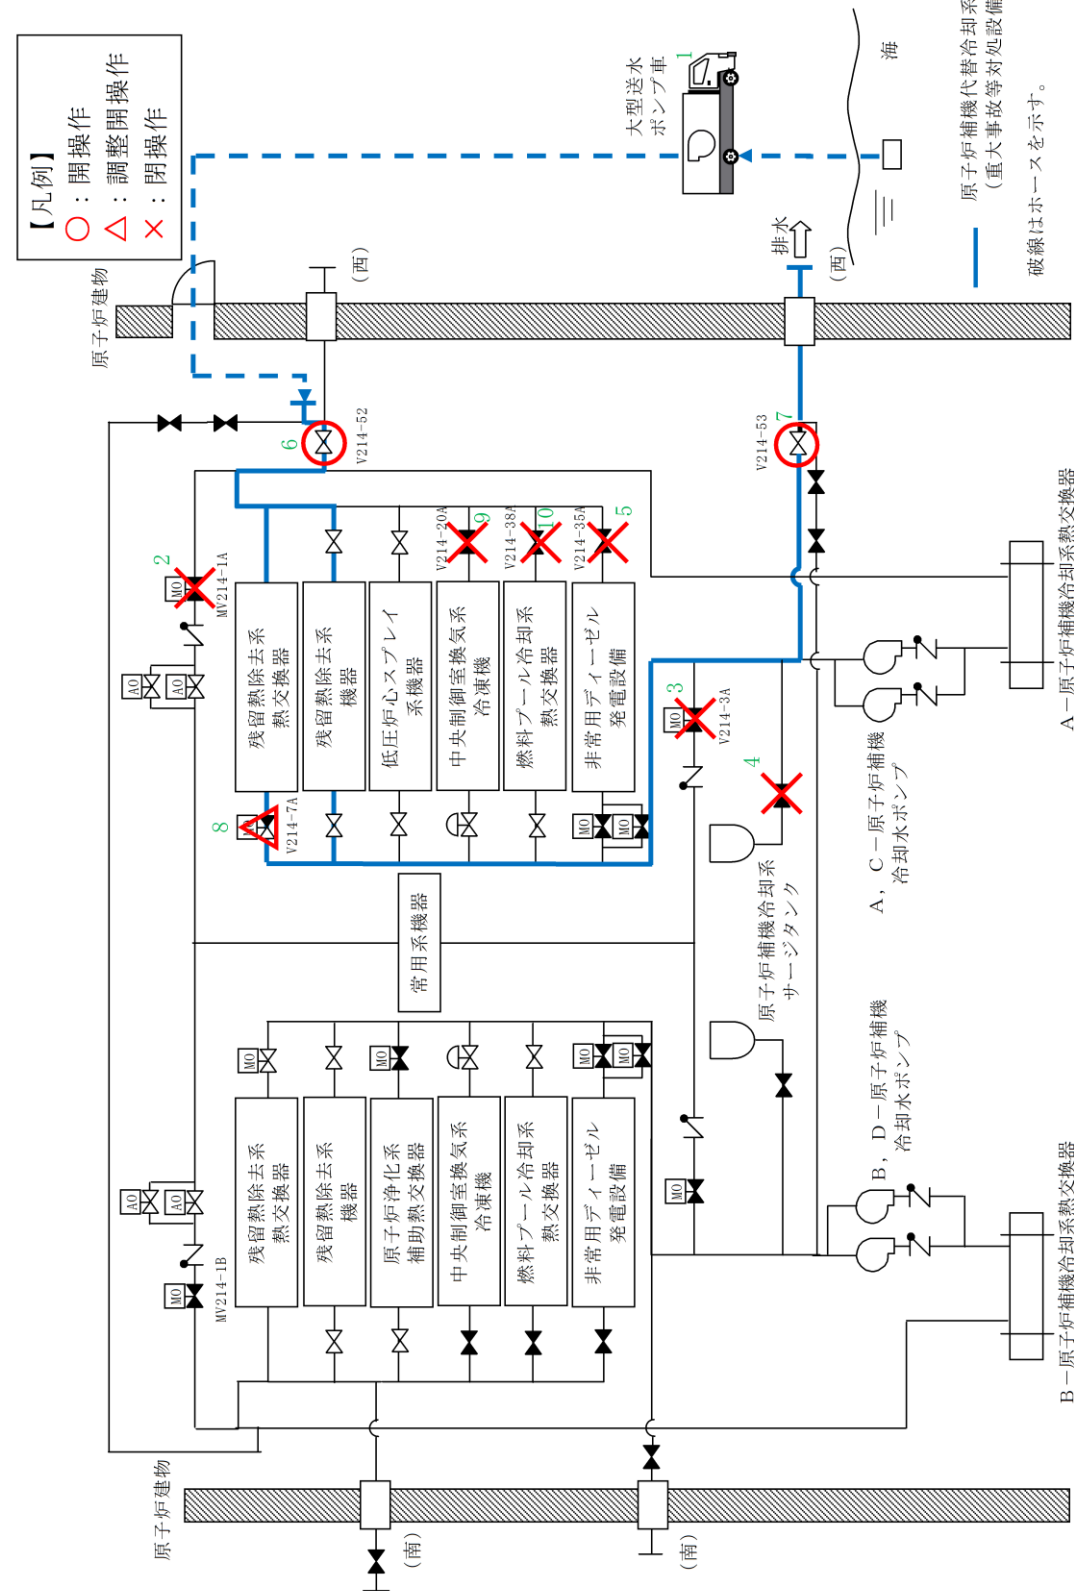 【凡例】
○：開操作
△：調整開操作
×：閉操作
原子炉建物
(西)
大型送水
ポンプ車
1
海
排水
(西)
原子炉補機代替冷却系
(重大事故等対処設備
破線はホースを示す。
6
V214-52
7
V214-53
2
MO
MV214-1A
AO
AO
残留熱除去系
熱交換器
残留熱除去系
機器
低圧炉心スプレイ
系機器
中央制御室換気系
冷凍機
燃料プール冷却系
熱交換器
非常用ディーゼル
発電設備
V214-20A
9
V214-38A
10
V214-35A
5
8
V214-7A
MO
MO
3
MO
V214-3A
4
常用系機器
原子炉補機冷却系
サージタンク
A，C－原子炉補機
冷却水ポンプ
A－原子炉補機冷却系熱交換器
MO
MO
MO
MO
残留熱除去系
熱交換器
残留熱除去系
機器
原子炉浄化系
補助熱交換器
中央制御室換気系
冷凍機
燃料プール冷却系
熱交換器
非常用ディーゼル
発電設備
AO
AO
MO
MV214-1B
MO
B，D－原子炉補機
冷却水ポンプ
B－原子炉補機冷却系熱交換器
原子炉建物
(南)
(南)